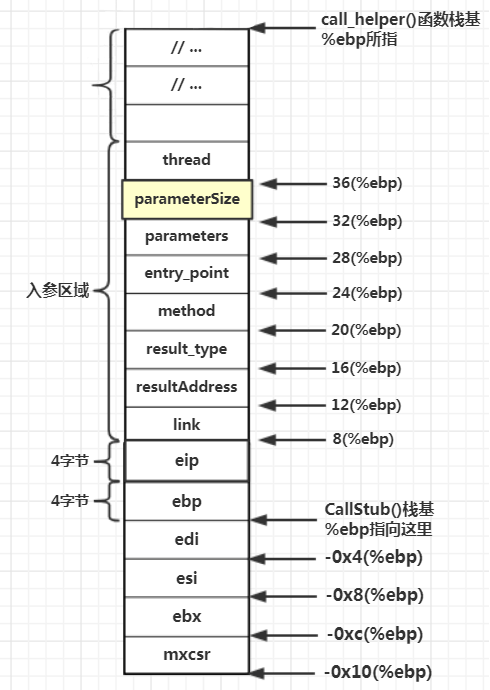 call_helper()函数栈基
%ebp所指
// ...
// ...
thread
36(%ebp)
parameterSize
32(%ebp)
parameters
28(%ebp)
entry_point
24(%ebp)
入参区域
method
20(%ebp)
result_type
16(%ebp)
resultAddress
12(%ebp)
link
8(%ebp)
4字节
eip
4字节
ebp
CallStub()栈基
%ebp指向这里
edi
-0x4(%ebp)
esi
-0x8(%ebp)
ebx
-0xc(%ebp)
mxcsr
-0x10(%ebp)